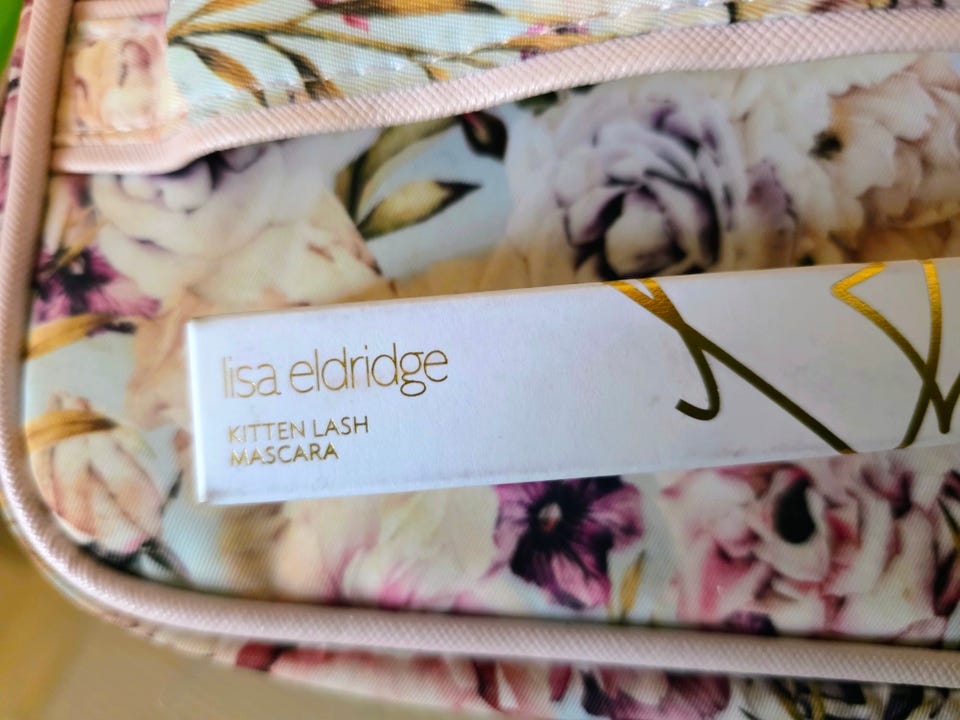 lisa eldridge
KITTEN LASH
MASCARA